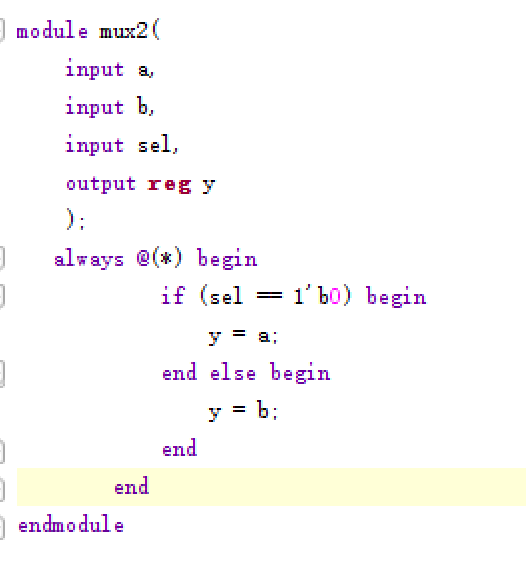 module mux2(
input a,
input b,
input sel,
output reg y
);
always @(*) begin
if (sel == 1'b0) begin
y = a;
end else begin
y = b;
end
end
endmodule